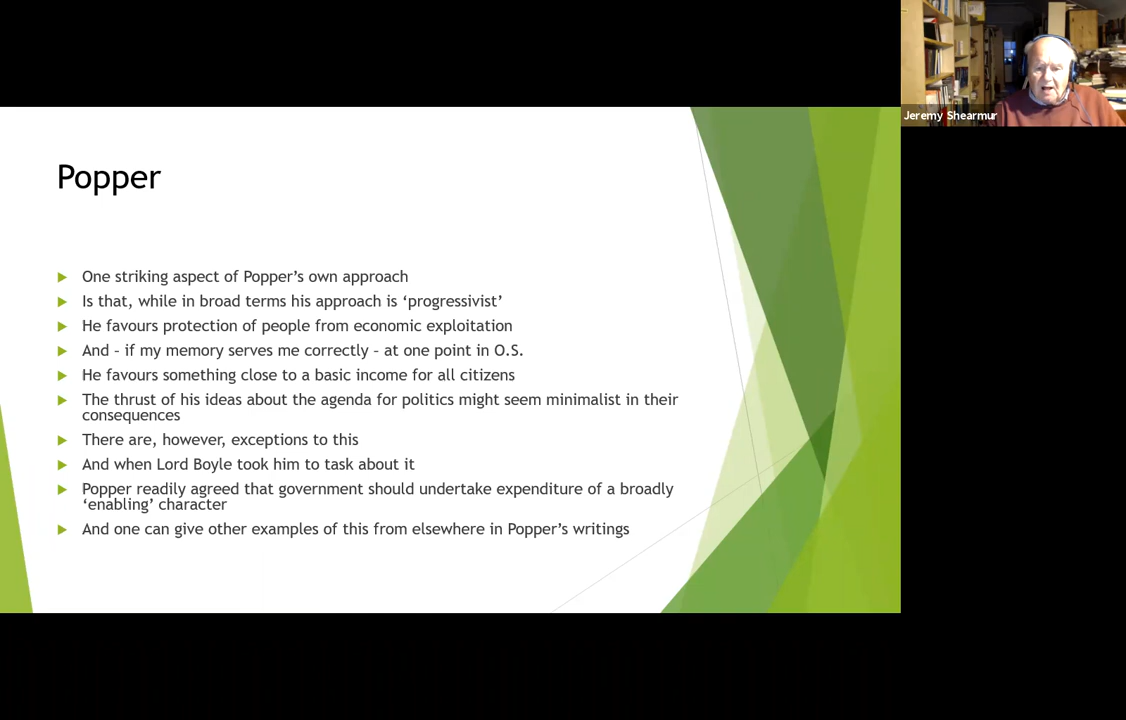 Jeremy Shearmur
Popper
One striking aspect of Popper’s own approach
Is that, while in broad terms his approach is ‘progressivist’
He favours protection of people from economic exploitation
And – if my memory serves me correctly – at one point in O.S.
He favours something close to a basic income for all citizens
The thrust of his ideas about the agenda for politics might seem minimalist in their
consequences
There are, however, exceptions to this
And when Lord Boyle took him to task about it
Popper readily agreed that government should undertake expenditure of a broadly
‘enabling’ character
And one can give other examples of this from elsewhere in Popper’s writings